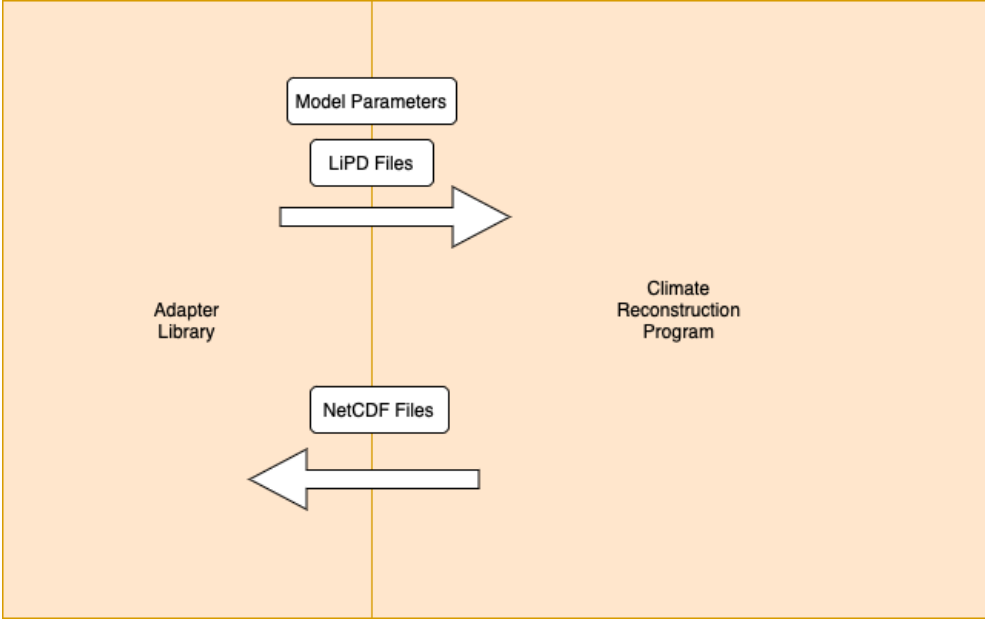 Model Parameters
LiPD Files
Adapter
Library
Climate
Reconstruction
Program
NetCDF Files